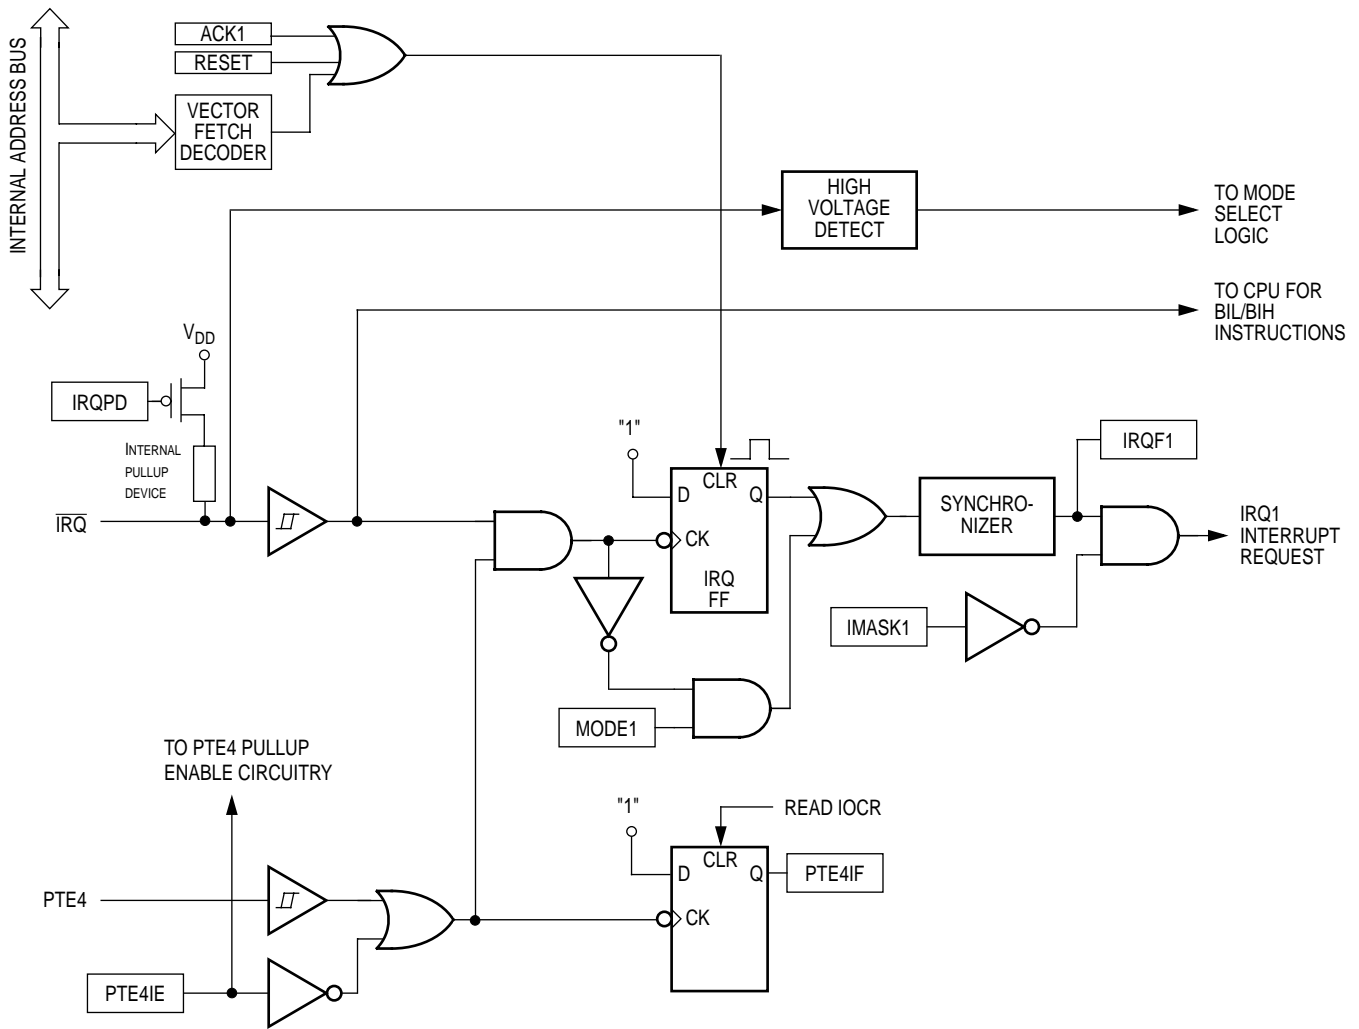 INTERNAL ADDRESS BUS
ACK1
RESET
VECTOR
FETCH
DECODER
HIGH
VOLTAGE
DETECT
TO MODE
SELECT
LOGIC
TO CPU FOR
BIL/BIH
INSTRUCTIONS
VDD
IRQPD
INTERNAL
PULLUP
DEVICE
IRQ
"1"
D
CLR
Q
CK
IRQ
FF
SYNCHRO-
NIZER
IRQF1
IRQ1
INTERRUPT
REQUEST
IMASK1
MODE1
TO PTE4 PULLUP
ENABLE CIRCUITRY
"1"
READ IOCR
D
CLR
Q
CK
PTE4IF
PTE4
PTE4IE